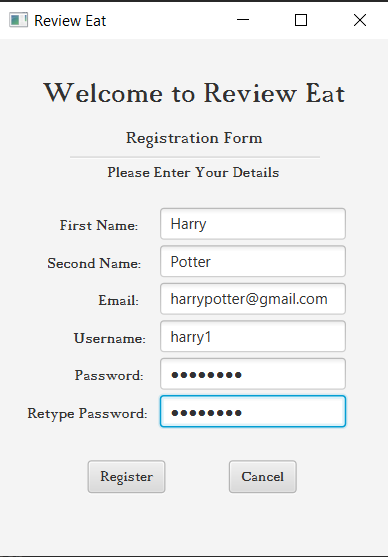 Review Eat
Welcome to Review Eat
Registration Form
Please Enter Your Details
First Name: Harry
Second Name: Potter
Email: harrypotter@gmail.com
Username: harry1
Password: ●●●●●●●●
Retype Password: ●●●●●●●●
Register Cancel